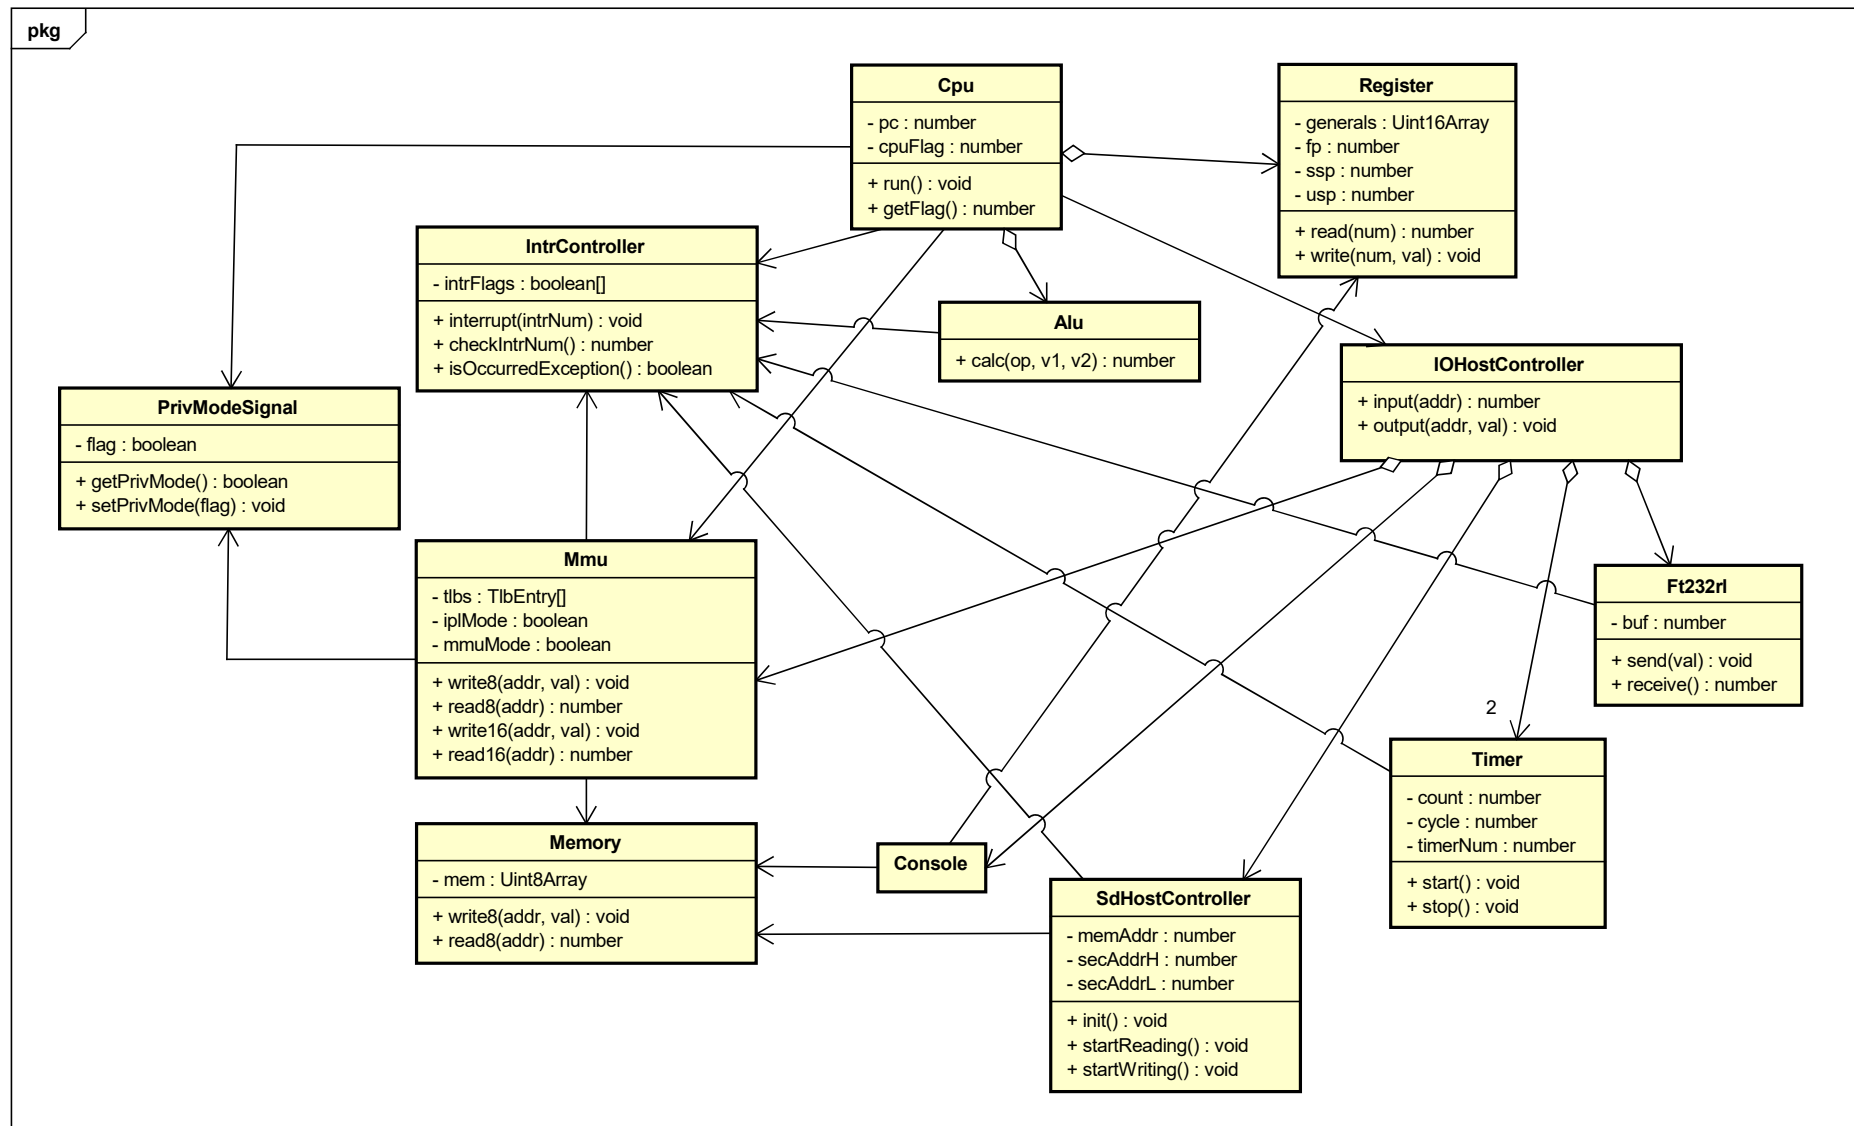 pkg
Cpu
- pc : number
- cpuFlag : number
+ run() : void
+ getFlag() : number
Register
- generals : Uint16Array
- fp : number
- ssp : number
- usp : number
+ read(num) : number
+ write(num, val) : void
IntrController
- intrFlags : boolean[]
+ interrupt(intrNum) : void
+ checkIntrNum() : number
+ isOccurredException() : boolean
Alu
+ calc(op, v1, v2) : number
IOHostController
+ input(addr) : number
+ output(addr, val) : void
PrivModeSignal
- flag : boolean
+ getPrivMode() : boolean
+ setPrivMode(flag) : void
Mmu
- tlbs : TlbEntry[]
- iplMode : boolean
- mmuMode : boolean
+ write8(addr, val) : void
+ read8(addr) : number
+ write16(addr, val) : void
+ read16(addr) : number
Ft232rl
- buf : number
+ send(val) : void
+ receive() : number
2
Timer
- count : number
- cycle : number
- timerNum : number
+ start() : void
+ stop() : void
Memory
- mem : Uint8Array
+ write8(addr, val) : void
+ read8(addr) : number
Console
SdHostController
- memAddr : number
- secAddrH : number
- secAddrL : number
+ init() : void
+ startReading() : void
+ startWriting() : void